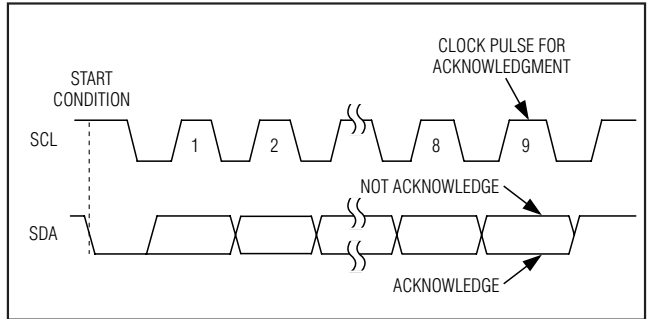 CLOCK PULSE FOR
ACKNOWLEDGMENT
START
CONDITION
SCL
1
2
8
9
NOT ACKNOWLEDGE
SDA
ACKNOWLEDGE